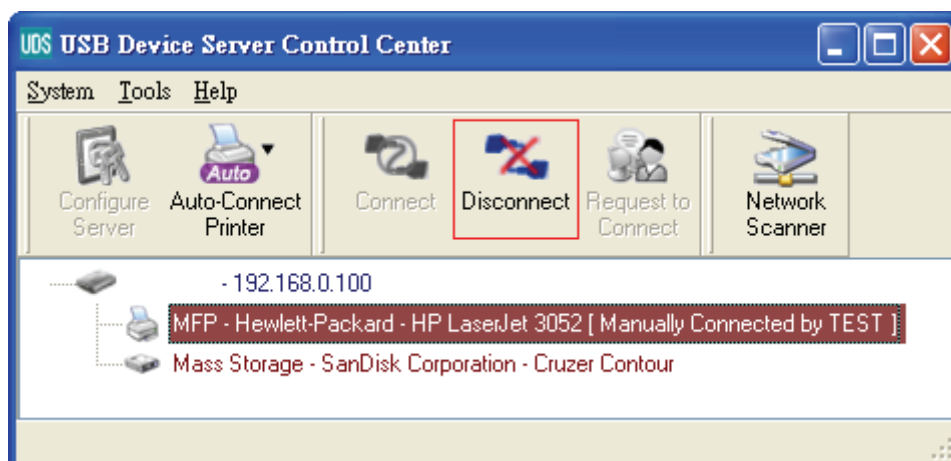 UDS USB Device Server Control Center
System Tools Help
Auto
Configure Server
Auto-Connect Printer
Connect
Disconnect
Request to Connect
Network Scanner
- 192.168.0.100
MFP - Hewlett-Packard - HP LaserJet 3052 [ Manually Connected by TEST ]
Mass Storage - SanDisk Corporation - Cruzer Contour